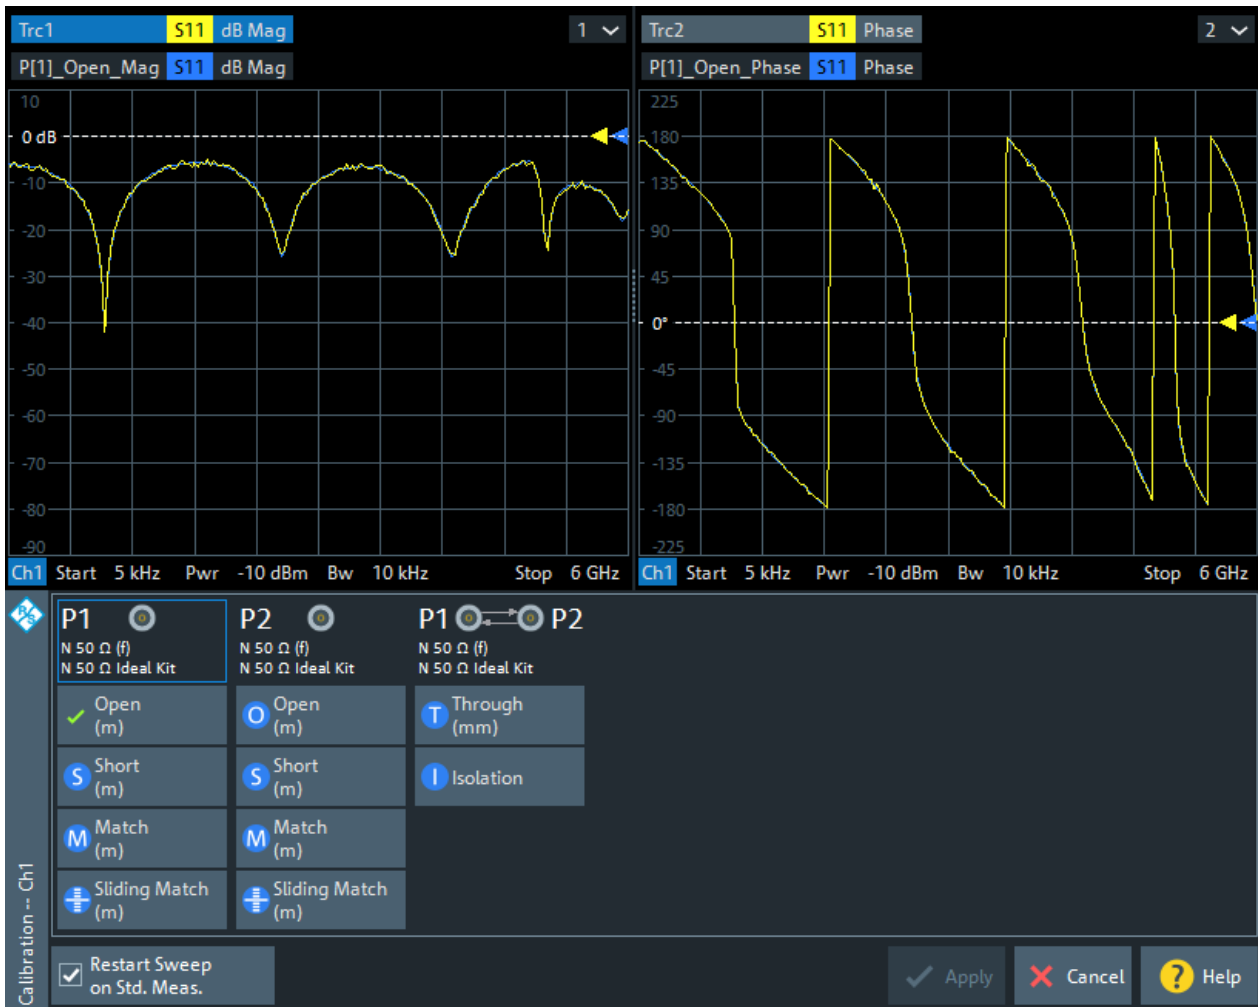 Trc1 S11 dB Mag 1
P[1]_Open_Mag S11 dB Mag
10
0 dB
-10
-20
-30
-40
-50
-60
-70
-80
-90
Ch1 Start 5 kHz Pwr -10 dBm Bw 10 kHz Stop 6 GHz
Trc2 S11 Phase 2
P[1]_Open_Phase S11 Phase
225
180
135
90
45
0°
-45
-90
-135
-180
-225
Ch1 Start 5 kHz Pwr -10 dBm Bw 10 kHz Stop 6 GHz
R/S
Calibration -- Ch1
P1
N 50 Ω (f)
N 50 Ω Ideal Kit
Open
(m)
S Short
(m)
M Match
(m)
Sliding Match
(m)
P2
N 50 Ω (f)
N 50 Ω Ideal Kit
O Open
(m)
S Short
(m)
M Match
(m)
Sliding Match
(m)
P1 P2
N 50 Ω (f)
N 50 Ω Ideal Kit
T Through
(mm)
I Isolation
Restart Sweep
on Std. Meas.
Apply
Cancel
? Help